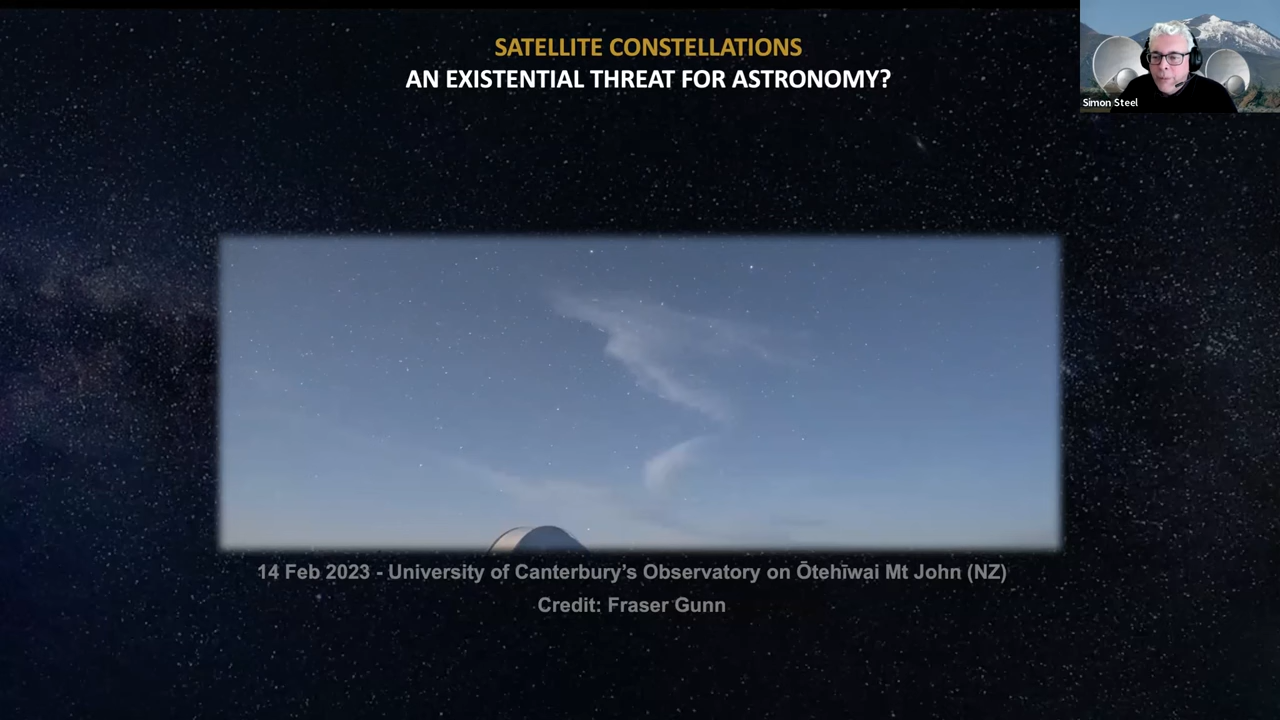 SATELLITE CONSTELLATIONS
AN EXISTENTIAL THREAT FOR ASTRONOMY?
Simon Steel
14 Feb 2023 - University of Canterbury’s Observatory on Ōtehīwai Mt John (NZ)
Credit: Fraser Gunn